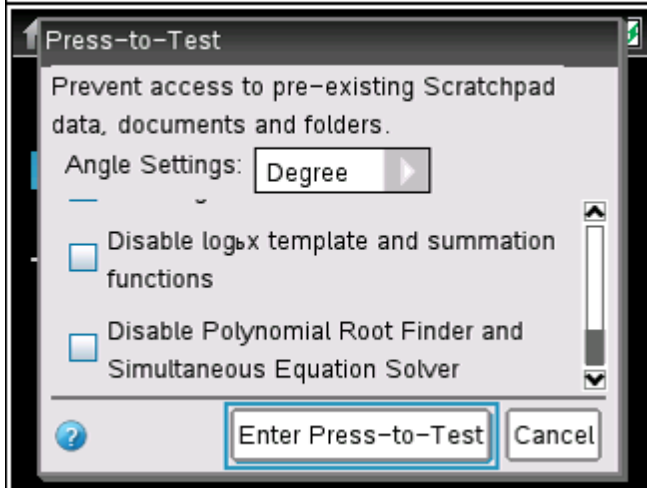 Press-to-Test
Prevent access to pre-existing Scratchpad
data, documents and folders.
Angle Settings: Degree
Disable logьx template and summation
functions
Disable Polynomial Root Finder and
Simultaneous Equation Solver
Enter Press-to-Test Cancel